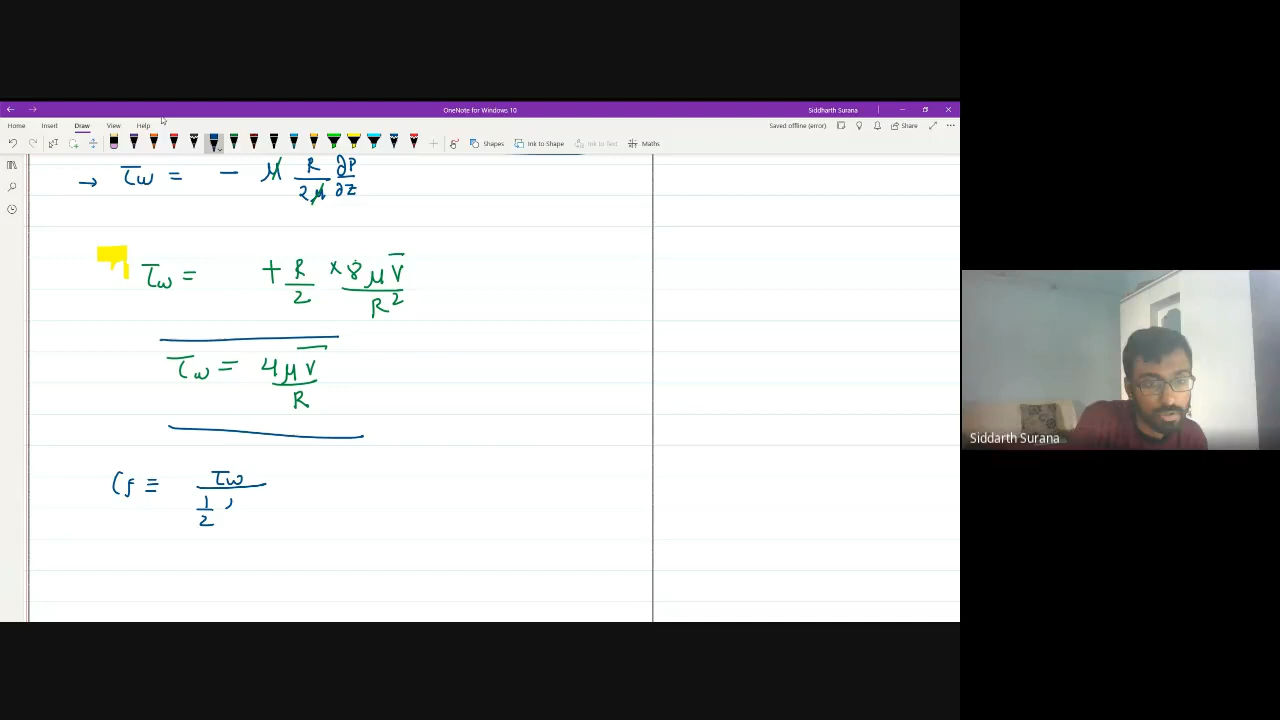 OneNote for Windows 10
Siddharth Surana
Home Insert Draw View Help
Saved offline (error)
Share
Shapes Ink to Shape Ink to Text Maths
→ τw = − μ R/2μ ∂P/∂z
τw = + R/2 × 8μV̅/R²
τw = 4μV̅/R
Cf ≡ τw / 1/2
Siddarth Surana